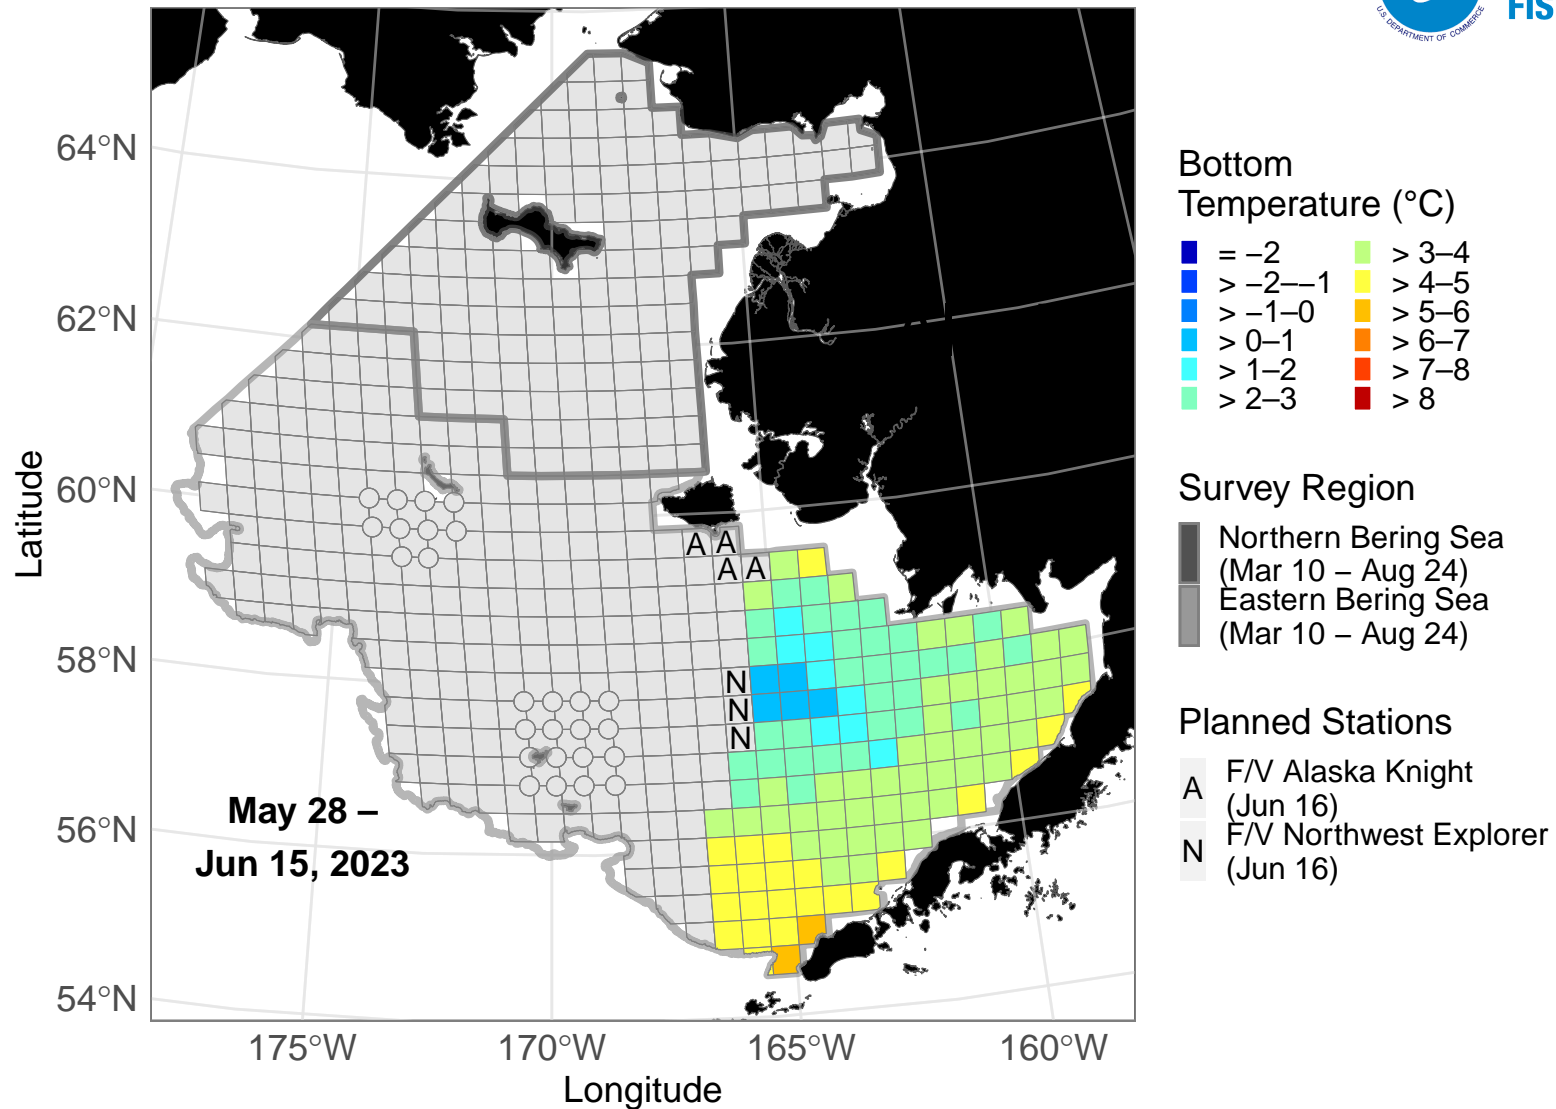 U.S. DEPARTMENT OF COMMERCE
FIS
64°N
62°N
60°N
58°N
56°N
54°N
Latitude
175°W
170°W
165°W
160°W
Longitude
May 28 –
Jun 15, 2023
A A
A A
N
N
N
Bottom
Temperature (°C)
= −2
> −2−−1
> −1−0
> 0−1
> 1−2
> 2−3
> 3−4
> 4−5
> 5−6
> 6−7
> 7−8
> 8
Survey Region
Northern Bering Sea
(Mar 10 − Aug 24)
Eastern Bering Sea
(Mar 10 − Aug 24)
Planned Stations
A F/V Alaska Knight
(Jun 16)
N F/V Northwest Explorer
(Jun 16)